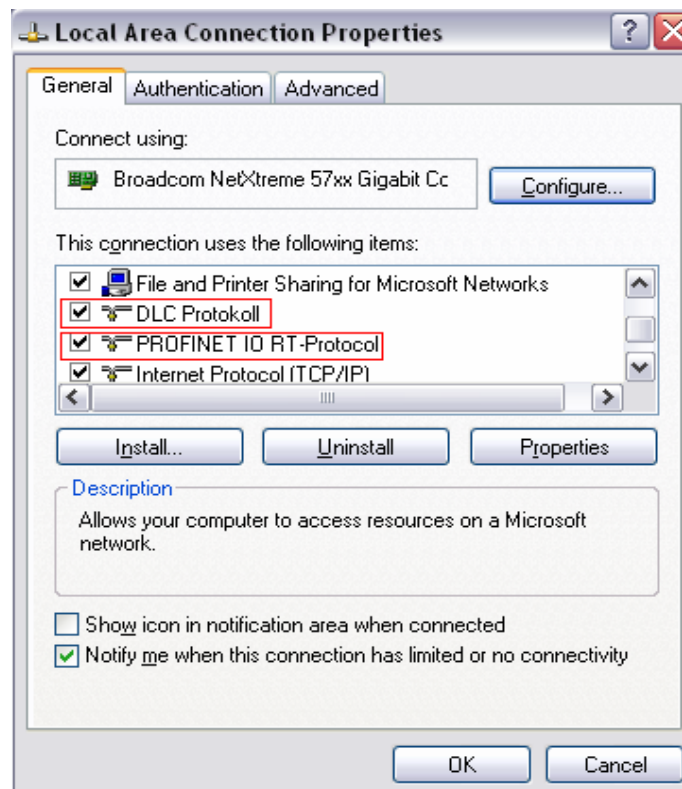 Local Area Connection Properties
General Authentication Advanced
Connect using:
Broadcom NetXtreme 57xx Gigabit Cc
Configure...
This connection uses the following items:
File and Printer Sharing for Microsoft Networks
DLC Protokoll
PROFINET IO RT-Protocol
Internet Protocol (TCP/IP)
Install... Uninstall Properties
Description
Allows your computer to access resources on a Microsoft
network.
Show icon in notification area when connected
Notify me when this connection has limited or no connectivity
OK Cancel